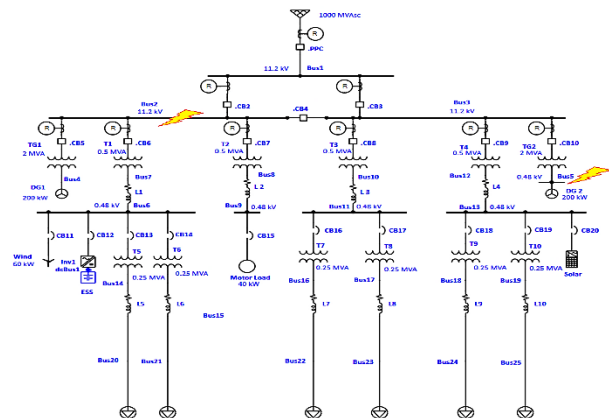 1000 MVAsc
R
.PPC
11.2 kV Bus1
R R
Bus2 .CB2 .CB4 .CB3 Bus3
11.2 kV 11.2 kV
R R R R R R
TG1 .CB5 T1 .CB6 T2 .CB7 T3 .CB8 T4 .CB9 TG2 .CB10
2 MVA 0.5 MVA 0.5 MVA 0.5 MVA 0.5 MVA 2 MVA
Bus4 Bus7 Bus8 Bus10 Bus12 0.48 kV Bus5
DG1 L1 L 2 L 3 L4 DG 2
200 kW 200 kW
0.48 kV Bus6 Bus9 0.48 kV Bus11 0.48 kV Bus13 0.48 kV
CB11 CB12 CB13 CB14 CB15 CB16 CB17 CB18 CB19 CB20
Wind Inv1 T5 T6 T7 T8 T9 T10
60 kW dcBus1 0.25 MVA 0.25 MVA 0.25 MVA 0.25 MVA 0.25 MVA 0.25 MVA Solar
ESS Motor Load
40 kW
Bus14 Bus16 Bus17 Bus18 Bus19
L5 L6 Bus15 L7 L8 L9 L10
Bus20 Bus21 Bus22 Bus23 Bus24 Bus25